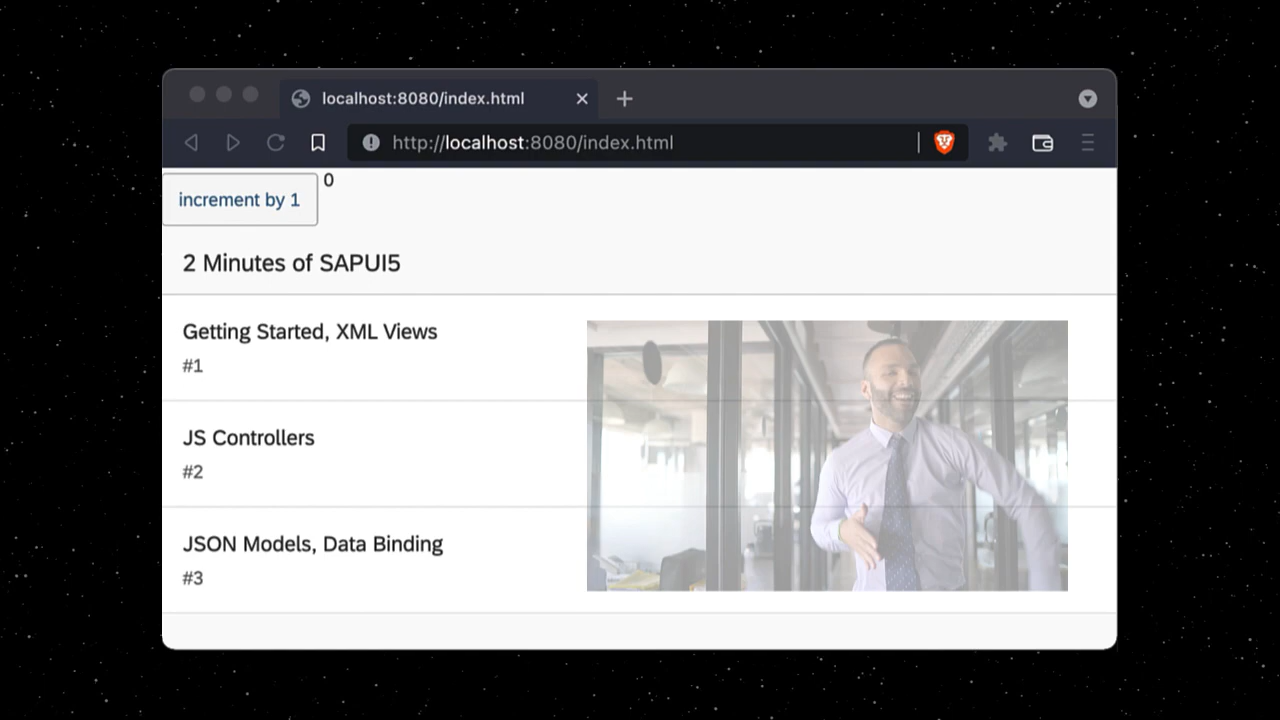 localhost:8080/index.html
http://localhost:8080/index.html
increment by 1
0
2 Minutes of SAPUI5
Getting Started, XML Views
#1
JS Controllers
#2
JSON Models, Data Binding
#3